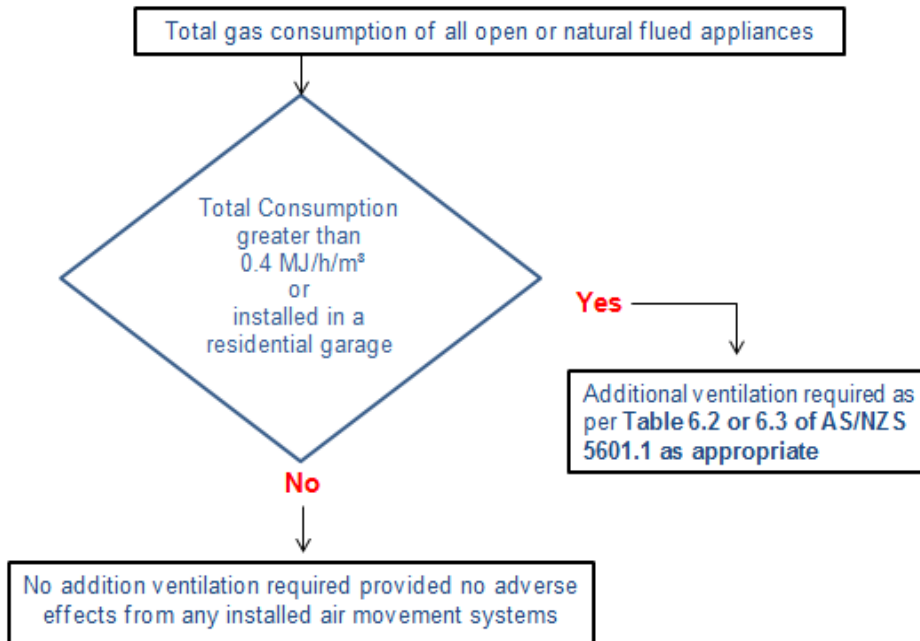 Total gas consumption of all open or natural flued appliances
Total Consumption
greater than
0.4 MJ/h/m³
or
installed in a
residential garage
Yes
Additional ventilation required as
per Table 6.2 or 6.3 of AS/NZS
5601.1 as appropriate
No
No addition ventilation required provided no adverse
effects from any installed air movement systems